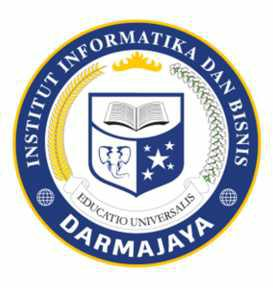 INSTITUT INFORMATIKA DAN BISNIS
EDUCATIO UNIVERSALIS
DARMAJAYA